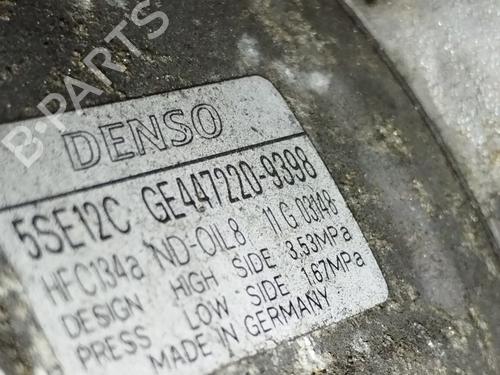 B-PARTS
DENSO
5SE12C GE447220-9398
HFC134a ND-OIL8 11G 03148
DESIGN HIGH SIDE 3.53MPa
PRESS LOW SIDE 1.67MPa
MADE IN GERMANY